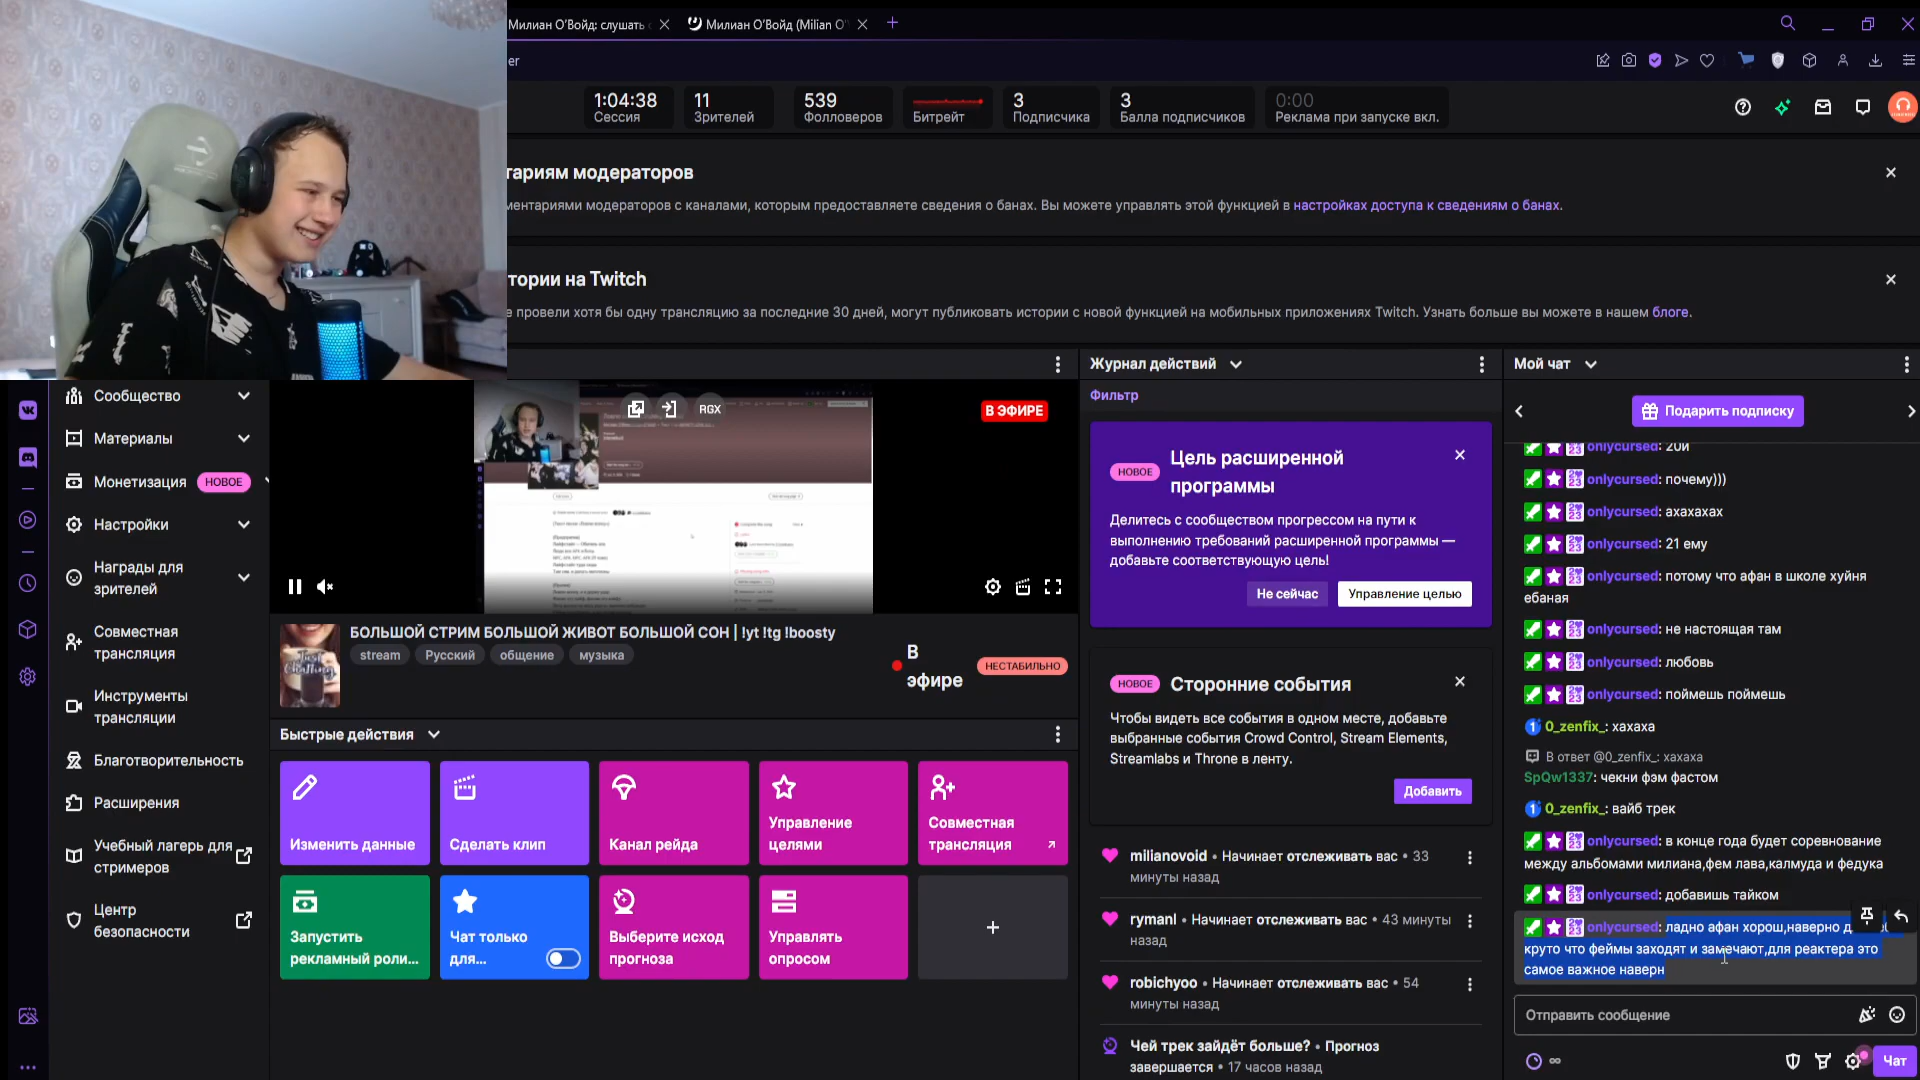 Милиан О'Войд: слушать
Милиан О'Войд (Milian O'
er
1:04:38
Сессия
11
Зрителей
539
Фолловеров
Битрейт
3
Подписчика
3
Балла подписчиков
0:00
Реклама при запуске вкл.
тариям модераторов
ментариями модераторов с каналами, которым предоставляете сведения о банах. Вы можете управлять этой функцией в настройках доступа к сведениям о банах.
тории на Twitch
е провели хотя бы одну трансляцию за последние 30 дней, могут публиковать истории с новой функцией на мобильных приложениях Twitch. Узнать больше вы можете в нашем блоге.
Сообщество
Материалы
Монетизация НОВОЕ
Настройки
Награды для
зрителей
Совместная
трансляция
Инструменты
трансляции
Благотворительность
Расширения
Учебный лагерь для
стримеров
Центр
безопасности
RGX
В ЭФИРЕ
БОЛЬШОЙ СТРИМ БОЛЬШОЙ ЖИВОТ БОЛЬШОЙ СОН | !yt !tg !boosty
stream Русский общение музыка
В
эфире
НЕСТАБИЛЬНО
Быстрые действия
Изменить данные
Сделать клип
Канал рейда
Управление
целями
Совместная
трансляция
Запустить
рекламный роли...
Чат только
для...
Выберите исход
прогноза
Управлять
опросом
Журнал действий
Фильтр
НОВОЕ
Цель расширенной
программы
Делитесь с сообществом прогрессом на пути к
выполнению требований расширенной программы —
добавьте соответствующую цель!
Не сейчас
Управление целью
НОВОЕ
Сторонние события
Чтобы видеть все события в одном месте, добавьте
выбранные события Crowd Control, Stream Elements,
Streamlabs и Throne в ленту.
Добавить
milianovoid • Начинает отслеживать вас • 33
минуты назад
rymanl • Начинает отслеживать вас • 43 минуты
назад
robichyoo • Начинает отслеживать вас • 54
минуты назад
Чей трек зайдёт больше? • Прогноз
завершается • 17 часов назад
Мой чат
Подарить подписку
onlycursed: 20й
onlycursed: почему)))
onlycursed: ахахахах
onlycursed: 21 ему
onlycursed: потому что афан в школе хуйня
ебаная
onlycursed: не настоящая там
onlycursed: любовь
onlycursed: поймешь поймешь
0_zenfix_: хахаха
В ответ @0_zenfix_: хахаха
SpQw1337: чекни фэм фастом
0_zenfix_: вайб трек
onlycursed: в конце года будет соревнование
между альбомами милиана,фем лава,калмуда и федука
onlycursed: добавишь тайком
onlycursed: ладно афан хорош,наверно
круто что феймы заходят и замечают,для реактера это
самое важное наверн
Отправить сообщение
Чат